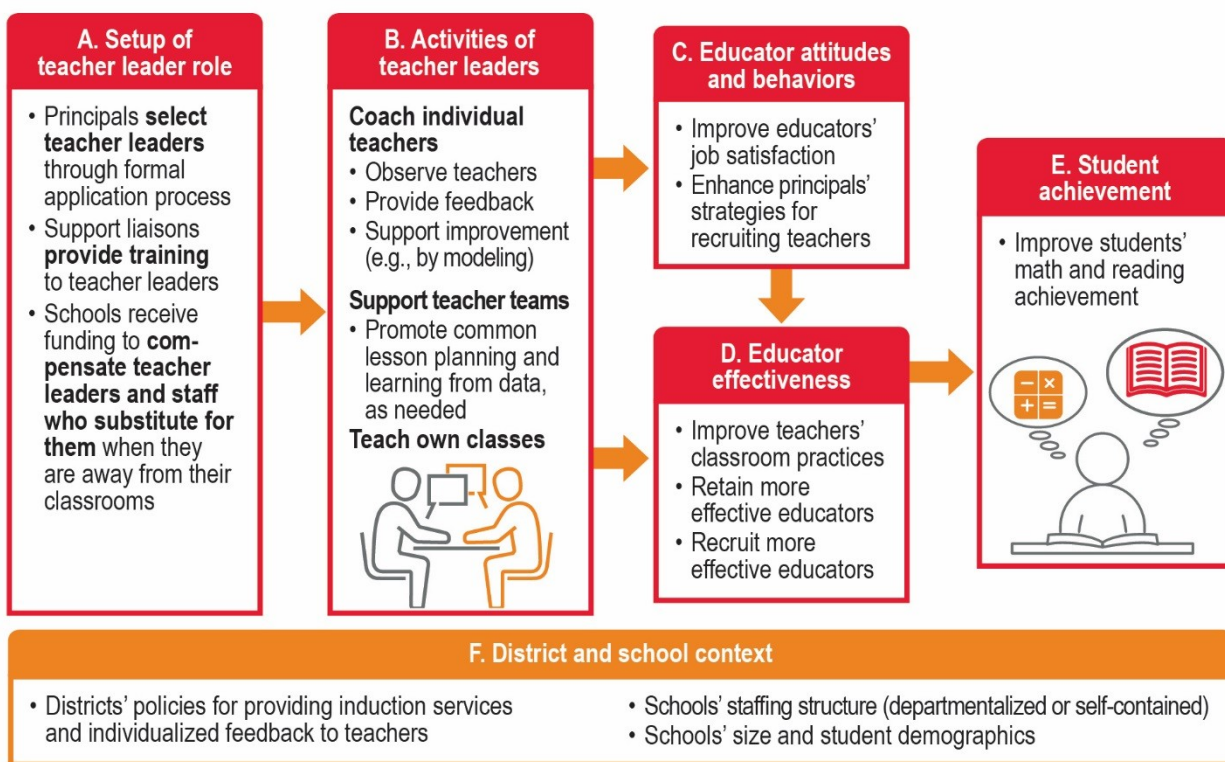 A. Setup of
teacher leader role
• Principals select
teacher leaders
through formal
application process
• Support liaisons
provide training
to teacher leaders
• Schools receive
funding to com-
pensate teacher
leaders and staff
who substitute for
them when they
are away from their
classrooms
B. Activities of
teacher leaders
Coach individual
teachers
• Observe teachers
• Provide feedback
• Support improvement
(e.g., by modeling)
Support teacher teams
• Promote common
lesson planning and
learning from data,
as needed
Teach own classes
C. Educator attitudes
and behaviors
• Improve educators’
job satisfaction
• Enhance principals’
strategies for
recruiting teachers
D. Educator
effectiveness
• Improve teachers’
classroom practices
• Retain more
effective educators
• Recruit more
effective educators
E. Student
achievement
• Improve students’
math and reading
achievement
− ×
+ =
F. District and school context
• Districts’ policies for providing induction services
and individualized feedback to teachers
• Schools’ staffing structure (departmentalized or self-contained)
• Schools’ size and student demographics